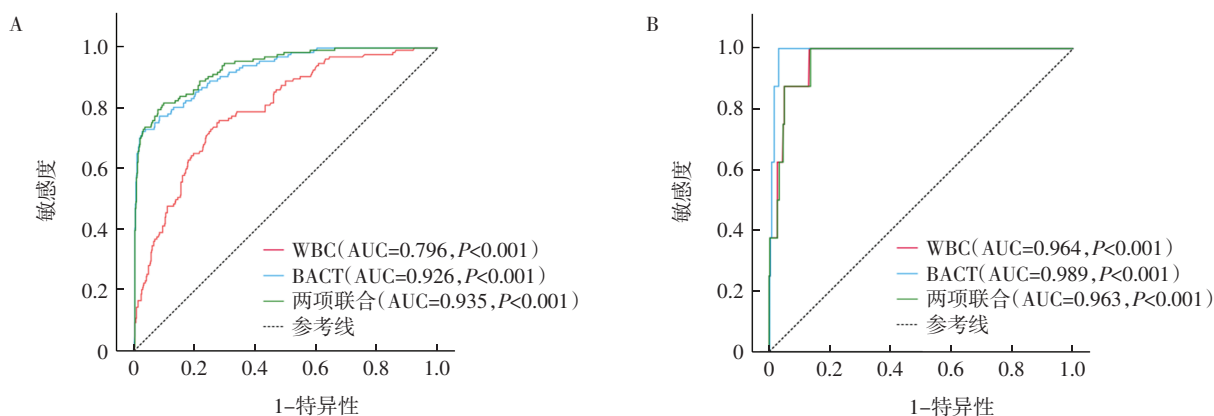 A
1.0
0.8
0.6
0.4
0.2
0
敏感度
WBC(AUC=0.796,P<0.001)
BACT(AUC=0.926,P<0.001)
两项联合(AUC=0.935,P<0.001)
参考线
0 0.2 0.4 0.6 0.8 1.0
1-特异性
B
1.0
0.8
0.6
0.4
0.2
0
敏感度
WBC(AUC=0.964,P<0.001)
BACT(AUC=0.989,P<0.001)
两项联合(AUC=0.963,P<0.001)
参考线
0 0.2 0.4 0.6 0.8 1.0
1-特异性